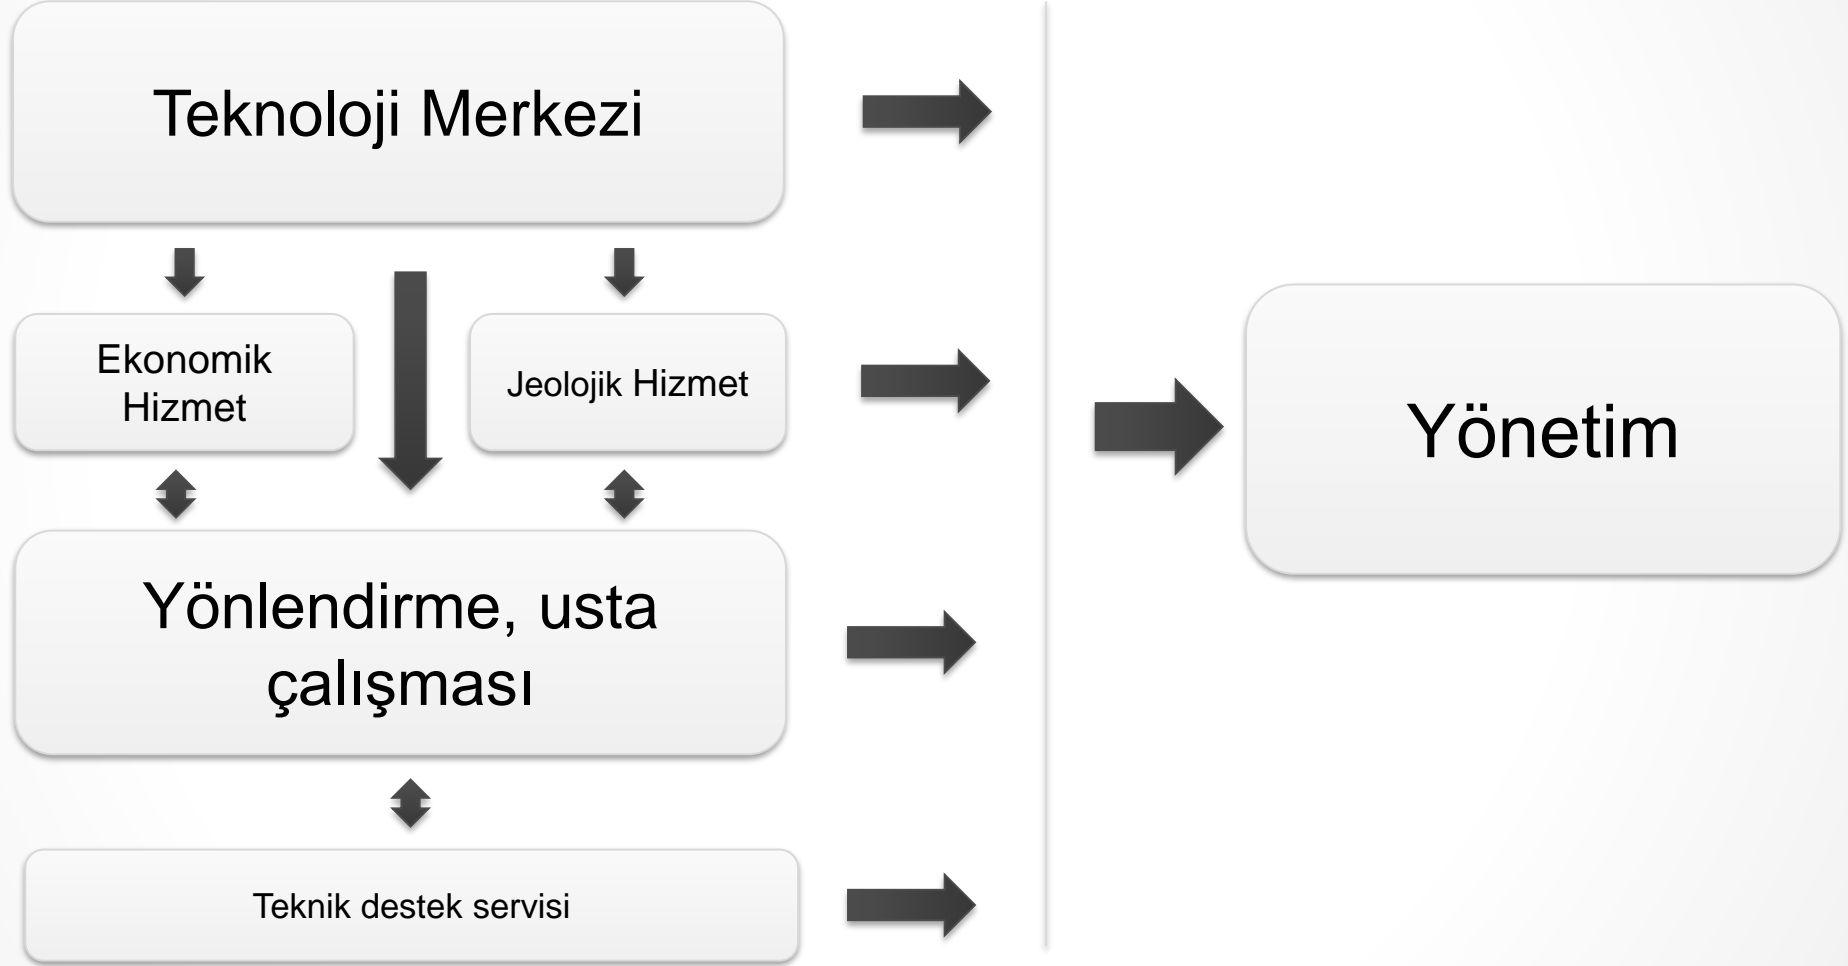 Teknoloji Merkezi
Ekonomik
Hizmet
Jeolojik Hizmet
Yönetim
Yönlendirme, usta
çalışması
Teknik destek servisi